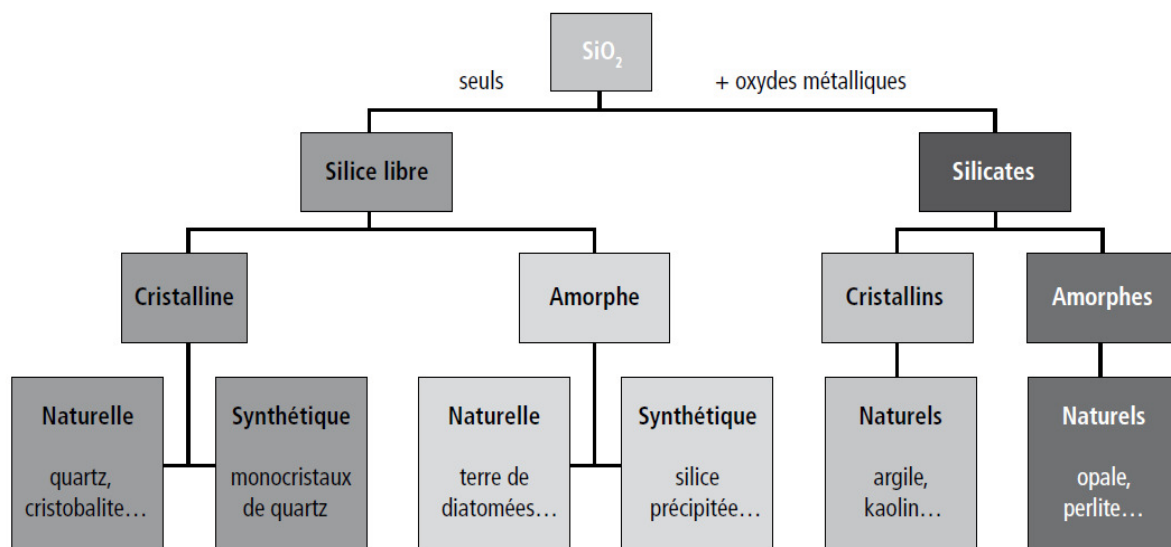 SiO₂
seuls
+ oxydes métalliques
Silice libre
Silicates
Cristalline
Amorphe
Cristallins
Amorphes
Naturelle
quartz,
cristobalite…
Synthétique
monocristaux
de quartz
Naturelle
terre de
diatomées…
Synthétique
silice
précipitée…
Naturels
argile,
kaolin…
Naturels
opale,
perlite…